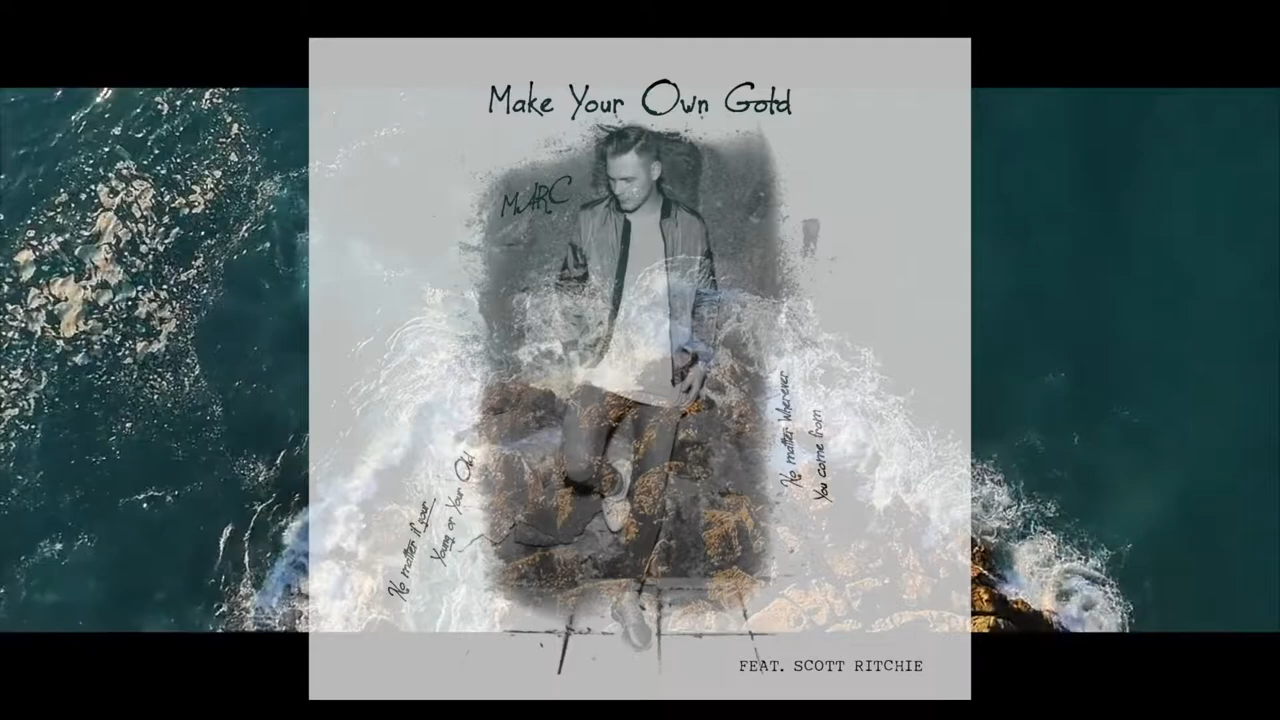 Make Your Own Gold
MARC
No matter wherever
You come from
No matter if your
Young or Your Old
FEAT. SCOTT RITCHIE